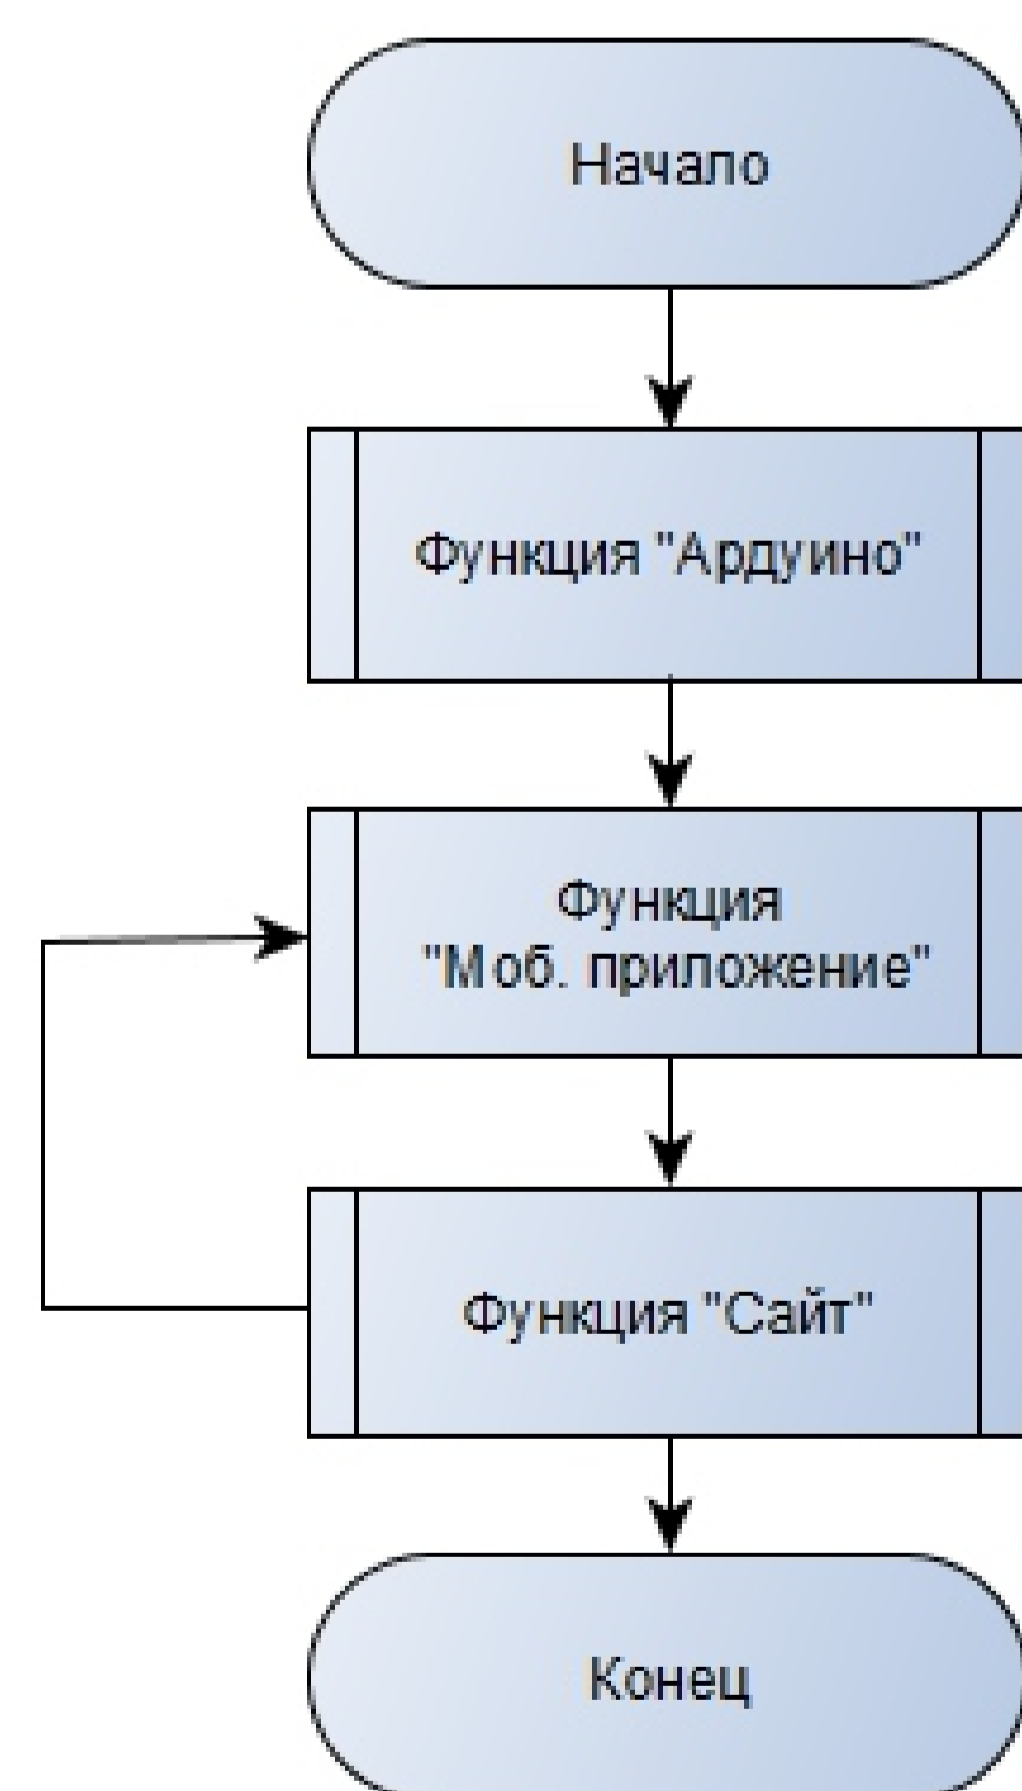 Начало
Функция "Ардуино"
Функция
"Моб. приложение"
Функция "Сайт"
Конец